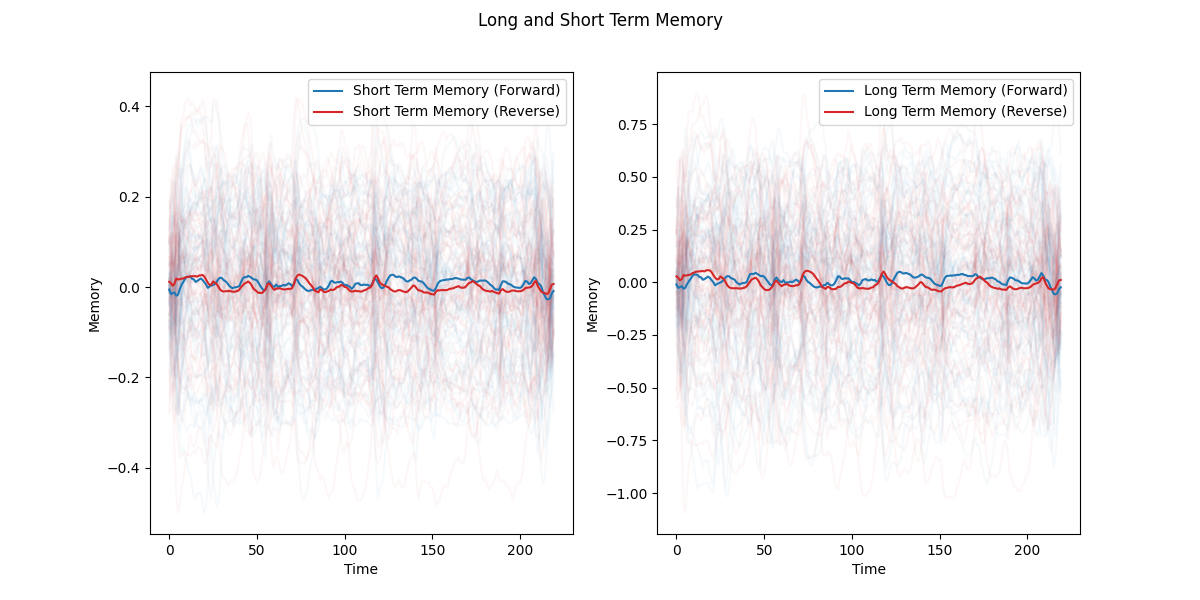 Long and Short Term Memory
Short Term Memory (Forward)
Short Term Memory (Reverse)
0.4
0.2
0.0
−0.2
−0.4
Memory
0
50
100
150
200
Time
Long Term Memory (Forward)
Long Term Memory (Reverse)
0.75
0.50
0.25
0.00
−0.25
−0.50
−0.75
−1.00
Memory
0
50
100
150
200
Time